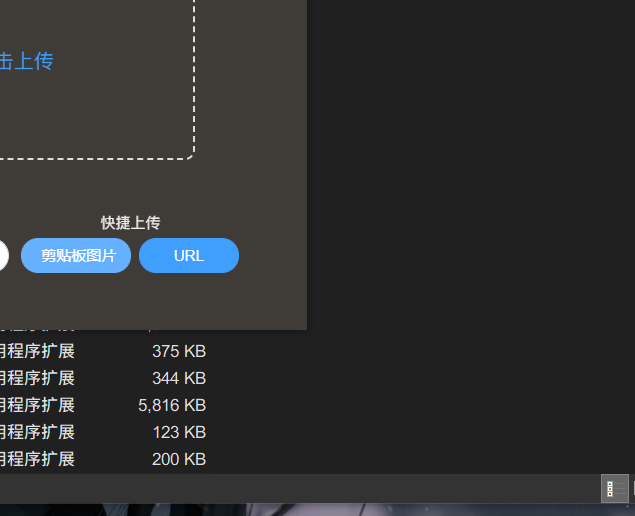 击上传
快捷上传
剪贴板图片
URL
用程序扩展 375 KB
用程序扩展 344 KB
用程序扩展 5,816 KB
用程序扩展 123 KB
用程序扩展 200 KB